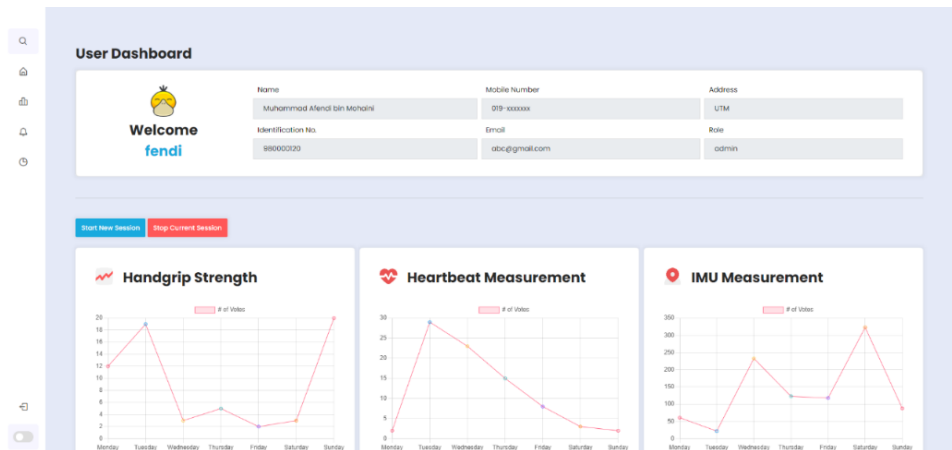 User Dashboard
Name
Mobile Number
Address
Muhammad Afendi bin Mohaini
019-xxxxxxx
UTM
Welcome
fendi
Identification No.
Email
Role
980000120
abc@gmail.com
admin
Start New Session
Stop Current Session
Handgrip Strength
# of Votes
20
18
16
14
12
10
8
6
4
2
0
Monday Tuesday Wednesday Thursday Friday Saturday Sunday
Heartbeat Measurement
# of Votes
30
25
20
15
10
5
0
Monday Tuesday Wednesday Thursday Friday Saturday Sunday
IMU Measurement
# of Votes
350
300
250
200
150
100
50
0
Monday Tuesday Wednesday Thursday Friday Saturday Sunday